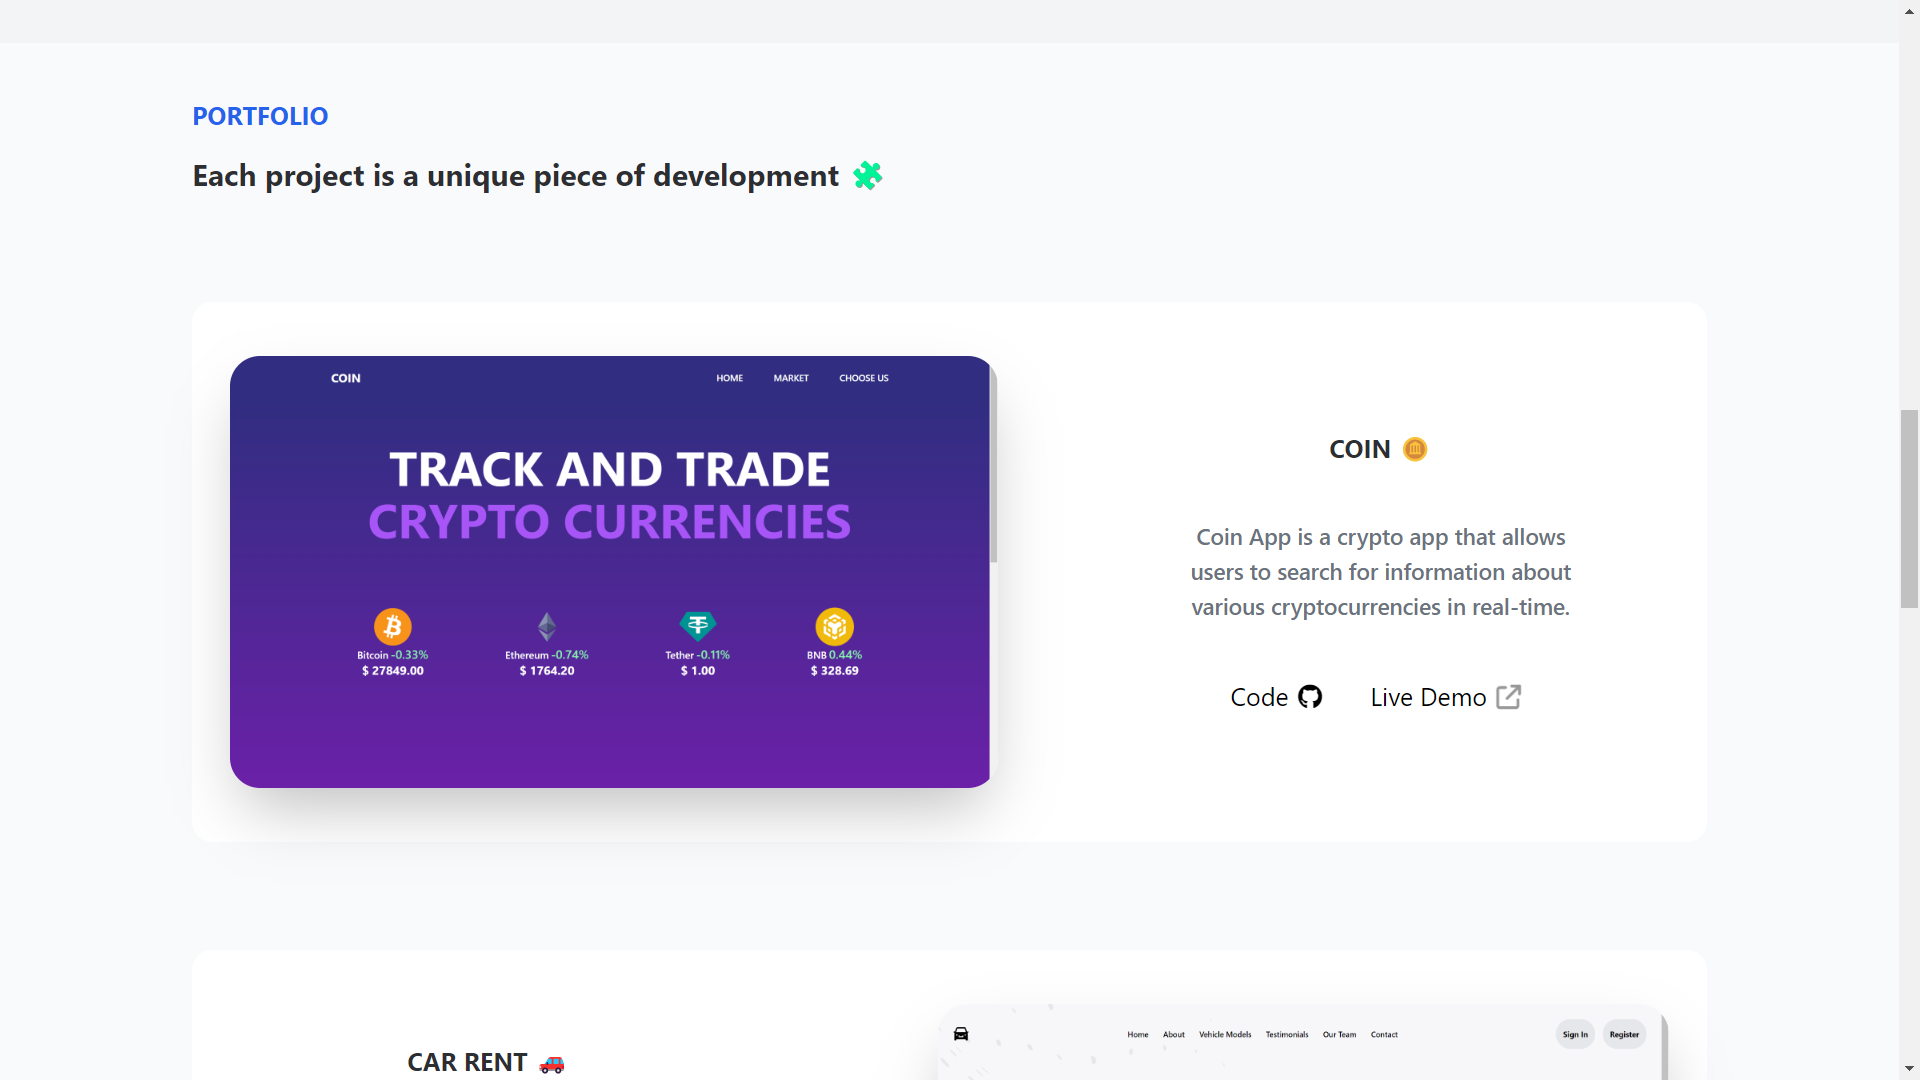 PORTFOLIO
Each project is a unique piece of development
COIN HOME MARKET CHOOSE US
TRACK AND TRADE
CRYPTO CURRENCIES
Bitcoin -0.33% Ethereum -0.74% Tether -0.11% BNB 0.44%
$ 27849.00 $ 1764.20 $ 1.00 $ 328.69
COIN
Coin App is a crypto app that allows
users to search for information about
various cryptocurrencies in real-time.
Code Live Demo
CAR RENT
Home About Vehicle Models Testimonials Our Team Contact Sign In Register